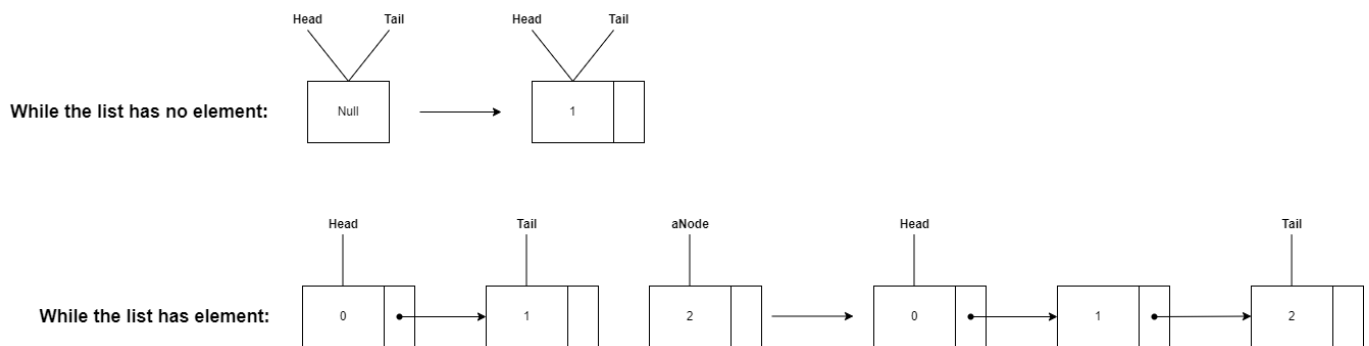 Head Tail Head Tail
While the list has no element: Null 1
Head Tail aNode Head Tail
While the list has element: 0 1 2 0 1 2